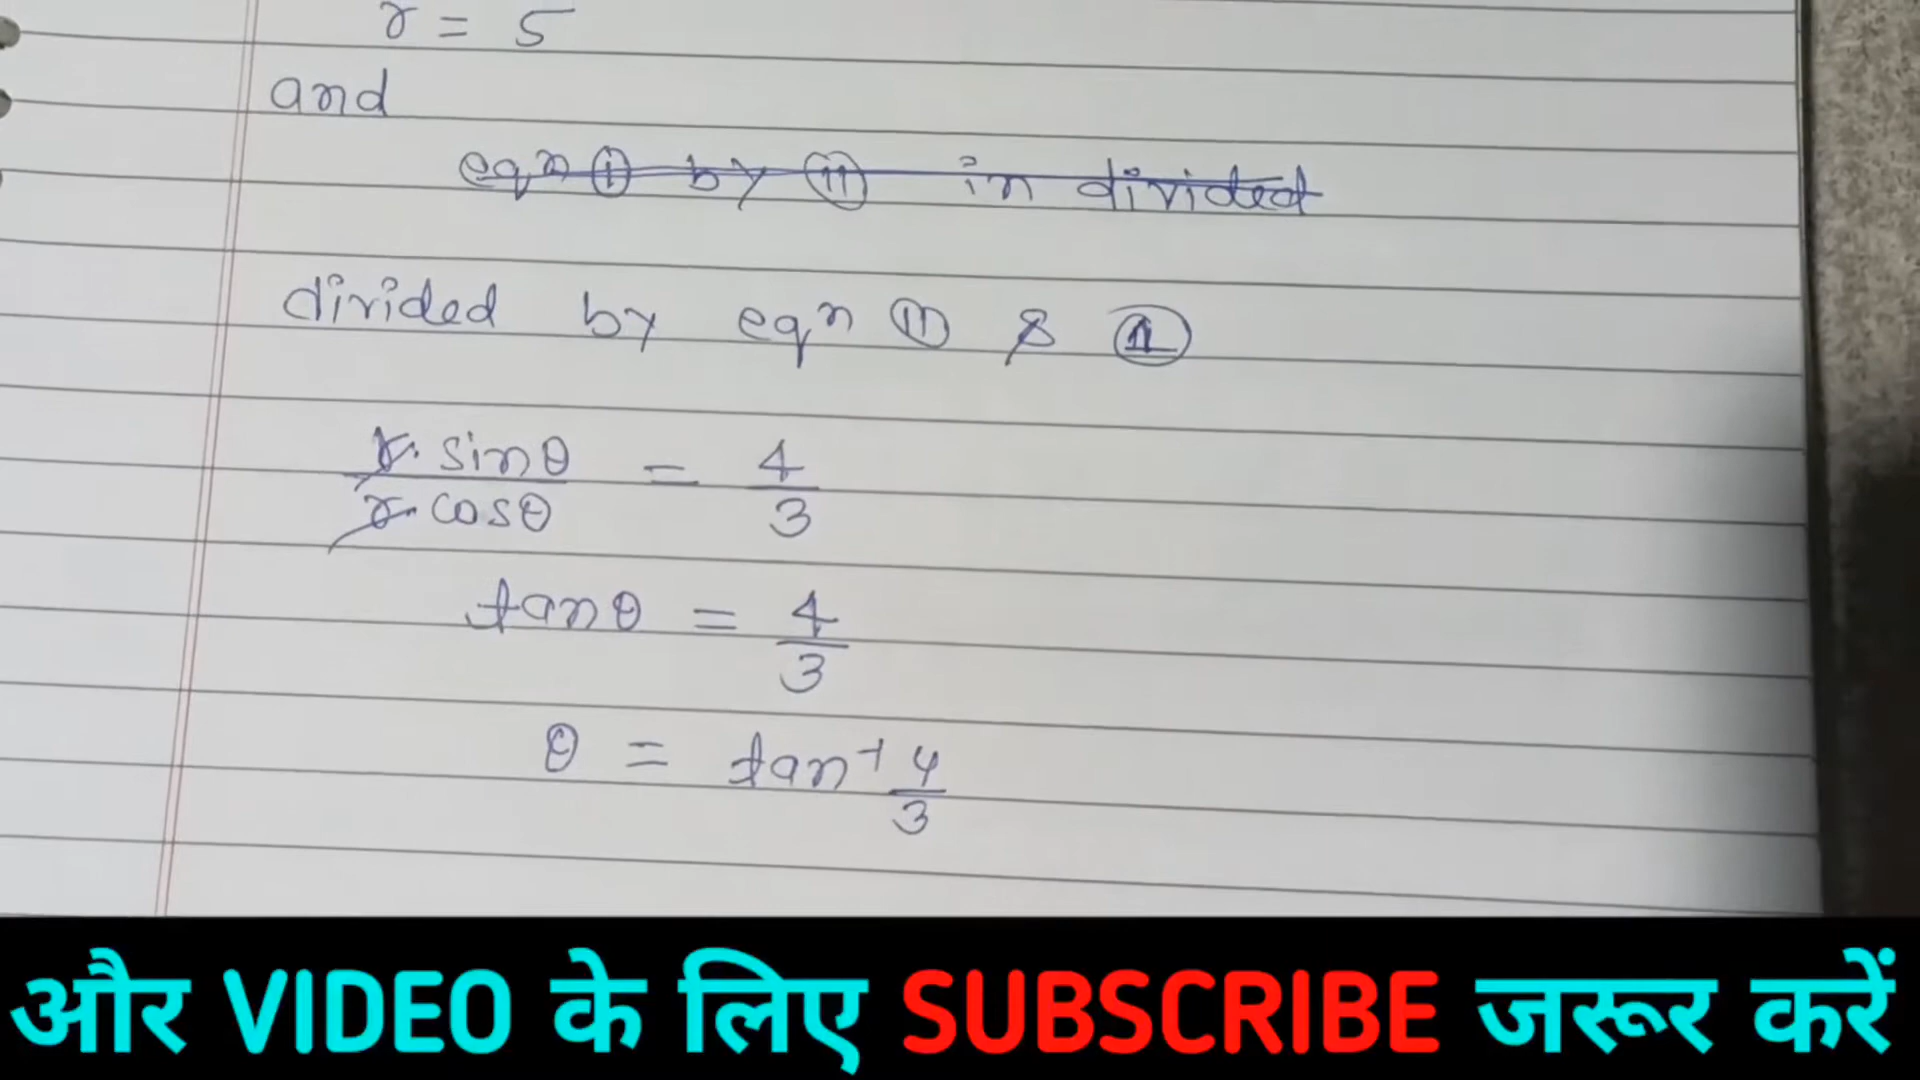 r = 5
and
eqn (i) by (ii) in divided
divided by eqn (ii) & (1)
r. sinθ / r. cosθ = 4/3
tanθ = 4/3
θ = tan⁻¹ 4/3
और VIDEO के लिए SUBSCRIBE जरूर करें